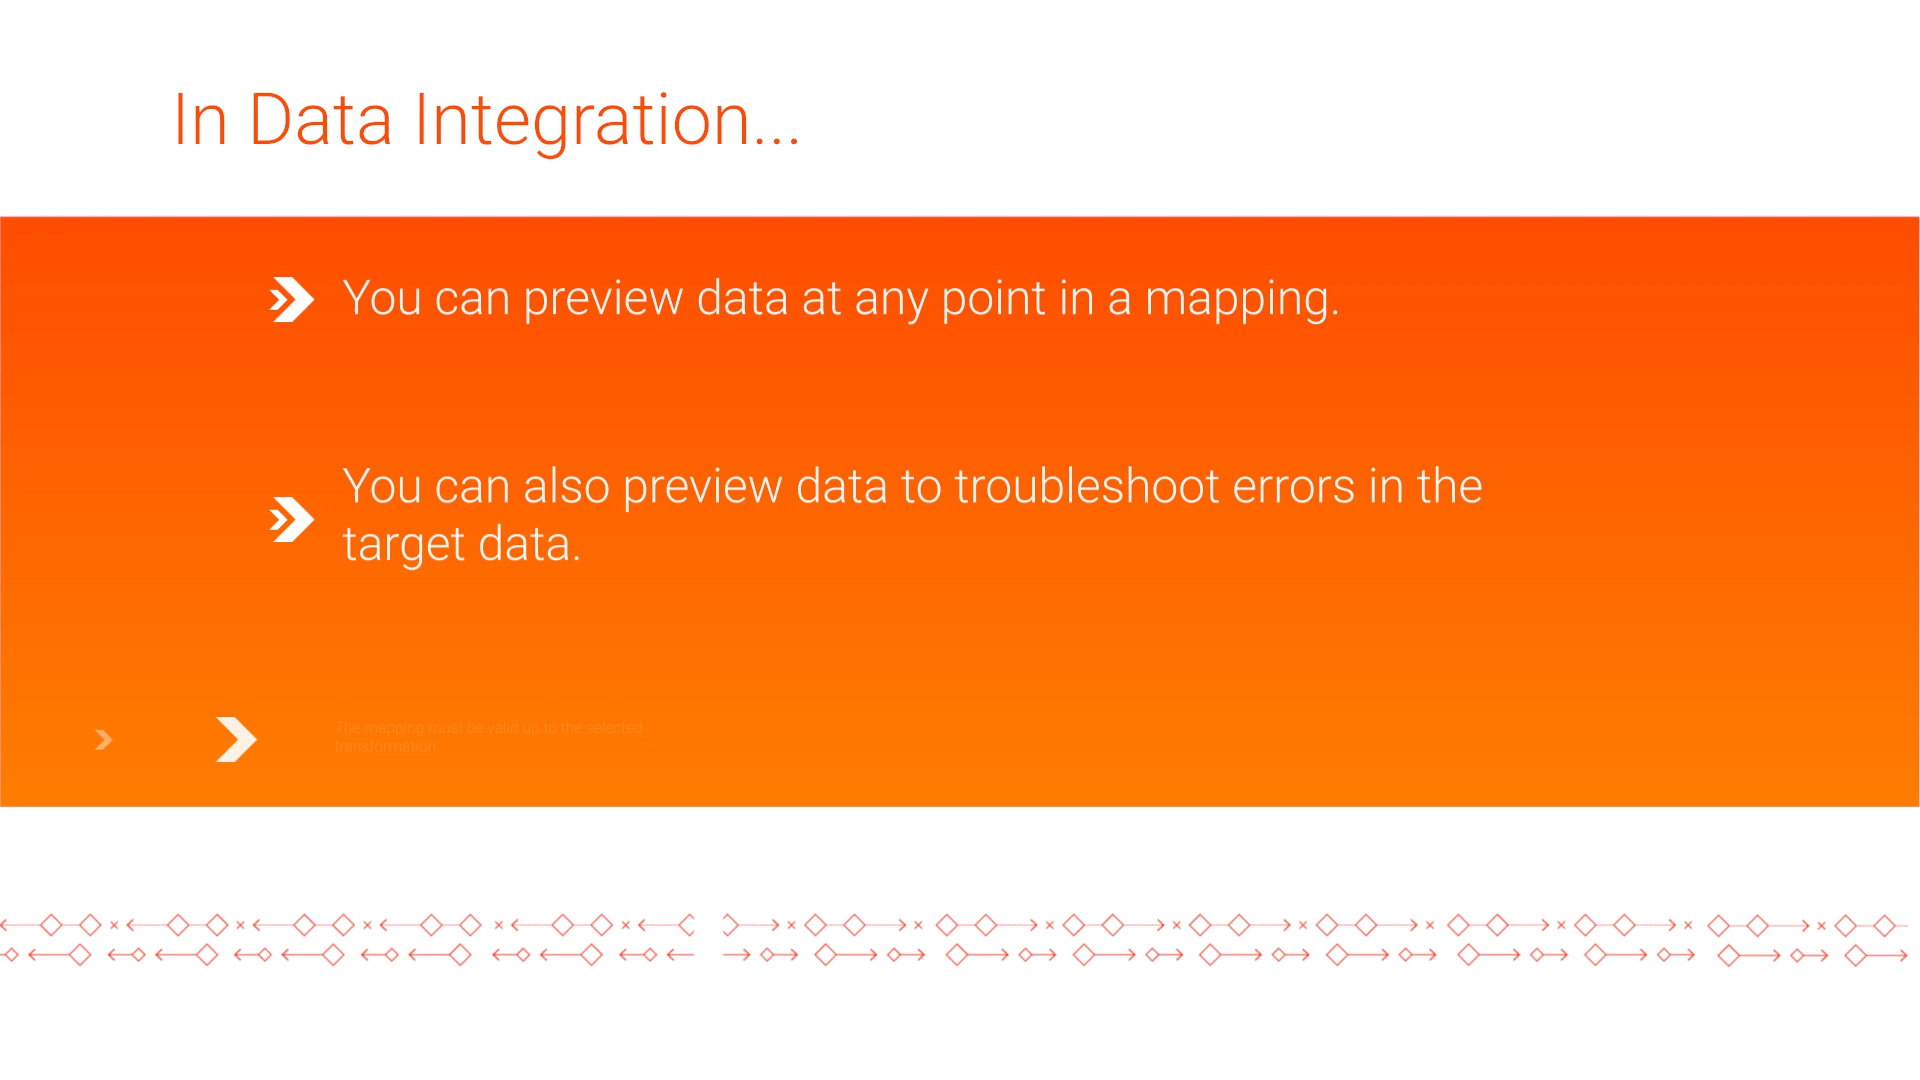 In Data Integration...
You can preview data at any point in a mapping.
You can also preview data to troubleshoot errors in the
target data.
The mapping must be valid up to the selected
transformation.